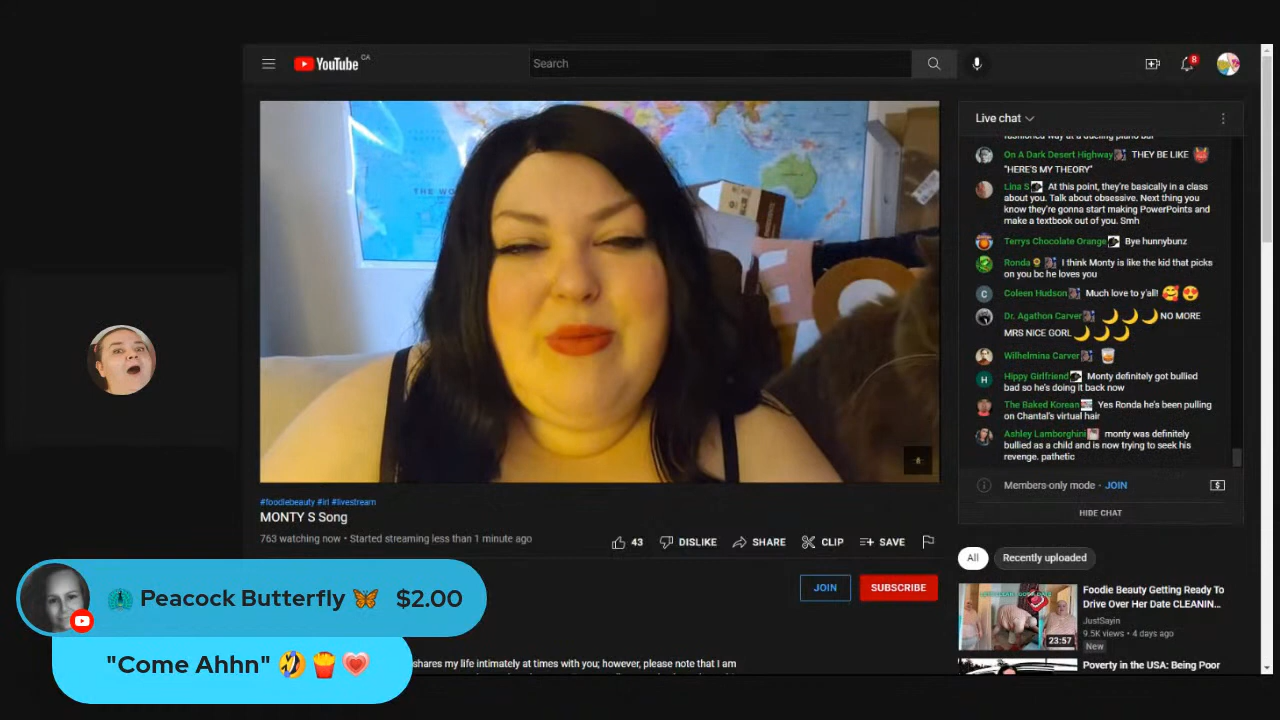 YouTube CA
Search
8
THE WO
Live chat
fashioned way at a dueling piano bar
On A Dark Desert Highway THEY BE LIKE
"HERE'S MY THEORY"
Lina S At this point, they're basically in a class
about you. Talk about obsessive. Next thing you
know they're gonna start making PowerPoints and
make a textbook out of you. Smh
Terrys Chocolate Orange Bye hunnybunz
Ronda I think Monty is like the kid that picks
on you bc he loves you
C Coleen Hudson Much love to y'all! 🥰 😍
Dr. Agathon Carver 🌙🌙🌙NO MORE
MRS NICE GORL🌙🌙🌙
Wilhelmina Carver 🥃
H Hippy Girlfriend Monty definitely got bullied
bad so he's doing it back now
The Baked Korean Yes Ronda he's been pulling
on Chantal's virtual hair
Ashley Lamborghini monty was definitely
bullied as a child and is now trying to seek his
revenge. pathetic
Members-only mode · JOIN
HIDE CHAT
#foodiebeauty #irl #livestream
MONTY S Song
763 watching now • Started streaming less than 1 minute ago
43 DISLIKE SHARE CLIP SAVE
JOIN SUBSCRIBE
🦚 Peacock Butterfly 🦋 $2.00
"Come Ahhn" 🤣 🍟 💗
shares my life intimately at times with you; however, please note that I am
All Recently uploaded
23:57
Foodie Beauty Getting Ready To
Drive Over Her Date CLEANIN...
JustSayin
9.5K views • 4 days ago
New
Poverty in the USA: Being Poor